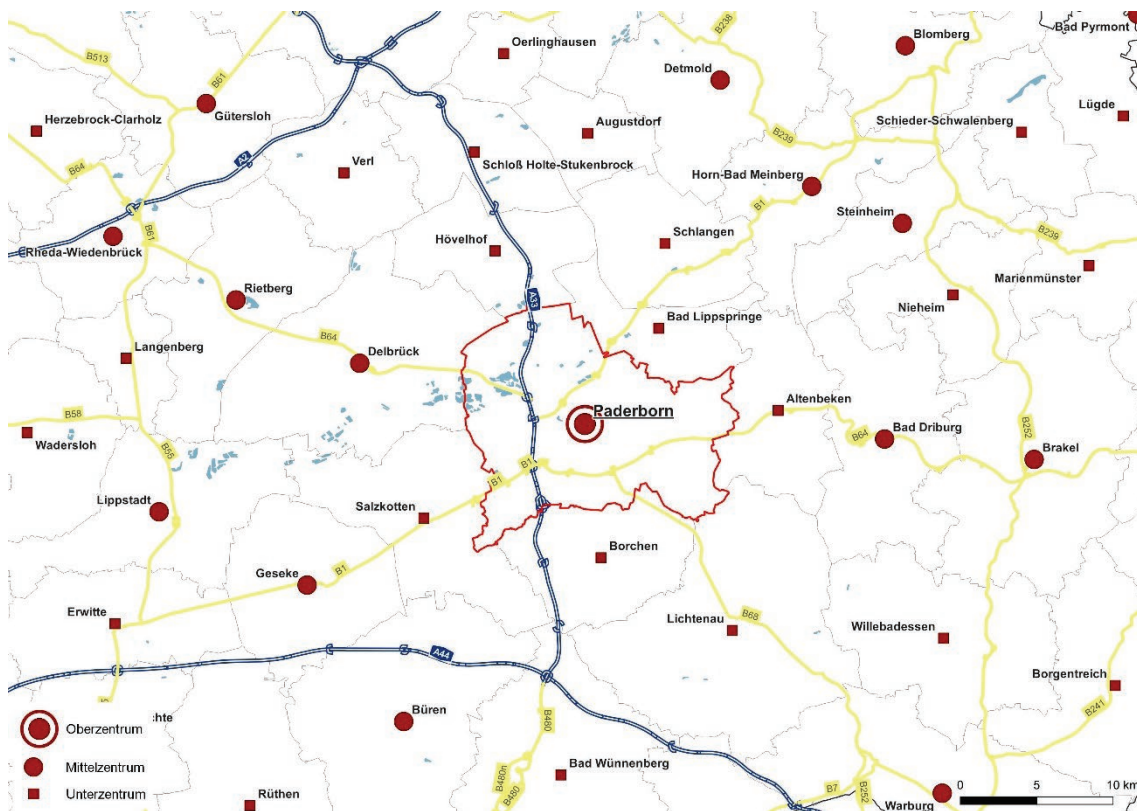 B238
Bad Pyrmont
Blomberg
Oerlinghausen
B513
B61
Detmold
Gütersloh
Lügde
Herzebrock-Clarholz
Augustdorf
Schieder-Schwalenberg
B239
A2
Verl
Schloß Holte-Stukenbrock
B64
Horn-Bad Meinberg
B1
Steinheim
B61
Schlangen
Hövelhof
B239
Rheda-Wiedenbrück
Marienmünster
Rietberg
A33
Nieheim
Bad Lippspringe
B64
Langenberg
Delbrück
Altenbeken
Raderborn
B58
Bad Driburg
B64
B252
Wadersloh
Brakel
B55
B1
B1
Lippstadt
Salzkotten
Borchen
Geseke
B1
Erwitte
Lichtenau
B68
Willebadessen
A44
Borgentreich
Büren
B241
chte
B480
Oberzentrum
Mittelzentrum
Bad Wünnenberg
B480n
B480
B7
B252
0 5 10 km
Unterzentrum
Rüthen
Warburg